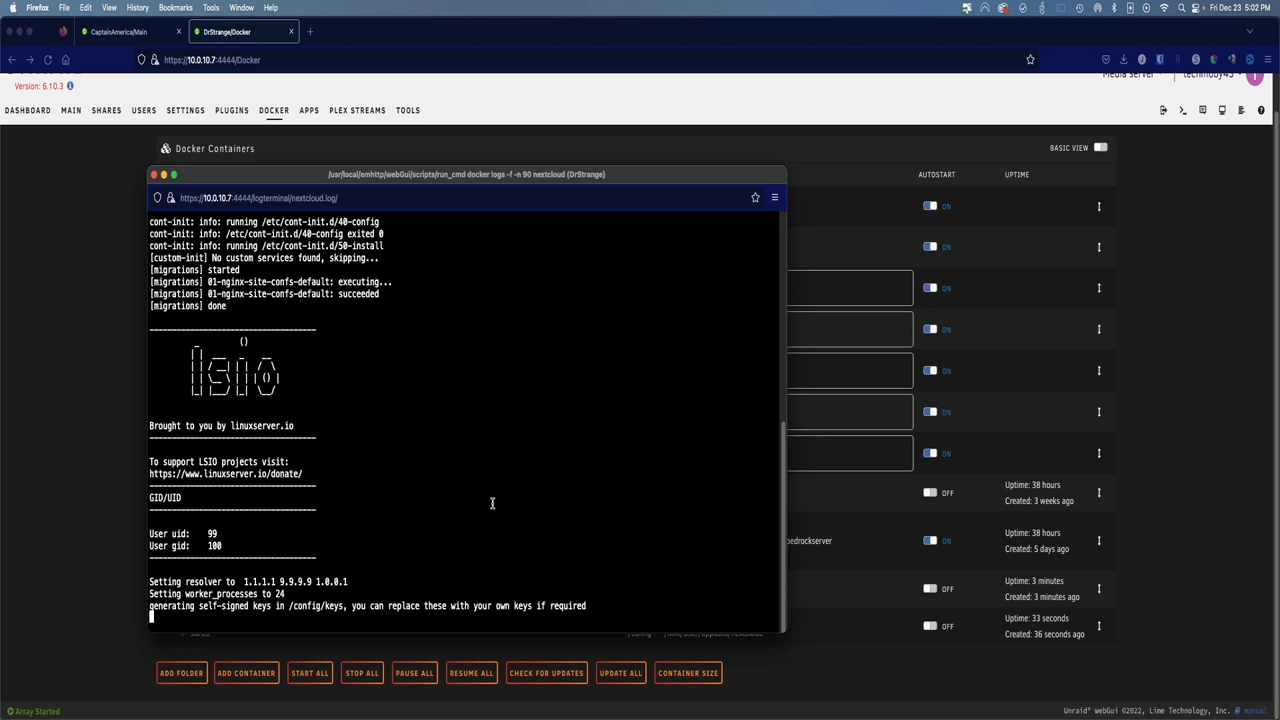 Firefox File Edit View History Bookmarks Tools Window Help Fri Dec 23 5:02 PM
CaptainAmerica/Main DrStrange/Docker
https://10.0.10.7:4444/Docker
Version: 6.10.3 Media server techmoby45
DASHBOARD MAIN SHARES USERS SETTINGS PLUGINS DOCKER APPS PLEX STREAMS TOOLS
Docker Containers BASIC VIEW
/usr/local/emhttp/webGui/scripts/run_cmd docker logs -f -n 90 nextcloud (DrStrange)
AUTOSTART UPTIME
https://10.0.10.7:4444/logterminal/nextcloud.log/
ON
ON
ON
ON
ON
ON
ON
cont-init: info: running /etc/cont-init.d/40-config
cont-init: info: /etc/cont-init.d/40-config exited 0
cont-init: info: running /etc/cont-init.d/50-install
[custom-init] No custom services found, skipping...
[migrations] started
[migrations] 01-nginx-site-confs-default: executing...
[migrations] 01-nginx-site-confs-default: succeeded
[migrations] done
Brought to you by linuxserver.io
To support LSIO projects visit:
https://www.linuxserver.io/donate/
GID/UID
User uid: 99
User gid: 100
Setting resolver to 1.1.1.1 9.9.9.9 1.0.0.1
Setting worker_processes to 24
generating self-signed keys in /config/keys, you can replace these with your own keys if required
OFF Uptime: 38 hours
Created: 3 weeks ago
bedrockserver ON Uptime: 38 hours
Created: 5 days ago
OFF Uptime: 3 minutes
Created: 3 minutes ago
OFF Uptime: 33 seconds
Created: 36 seconds ago
ADD FOLDER ADD CONTAINER START ALL STOP ALL PAUSE ALL RESUME ALL CHECK FOR UPDATES UPDATE ALL CONTAINER SIZE
Array Started Unraid® webGui ©2022, Lime Technology, Inc. manual